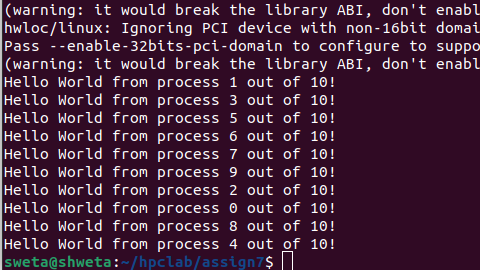 (warning: it would break the library ABI, don't enabl
hwloc/linux: Ignoring PCI device with non-16bit domai
Pass --enable-32bits-pci-domain to configure to suppo
(warning: it would break the library ABI, don't enabl
Hello World from process 1 out of 10!
Hello World from process 3 out of 10!
Hello World from process 5 out of 10!
Hello World from process 6 out of 10!
Hello World from process 7 out of 10!
Hello World from process 9 out of 10!
Hello World from process 2 out of 10!
Hello World from process 0 out of 10!
Hello World from process 8 out of 10!
Hello World from process 4 out of 10!
sweta@shweta:~/hpclab/assign7$